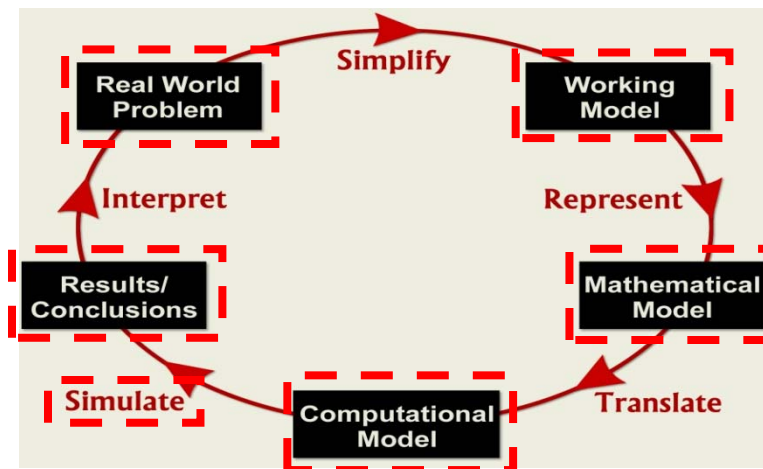 Simplify
Real World
Problem
Working
Model
Interpret
Represent
Results/
Conclusions
Mathematical
Model
Simulate
Computational
Model
Translate